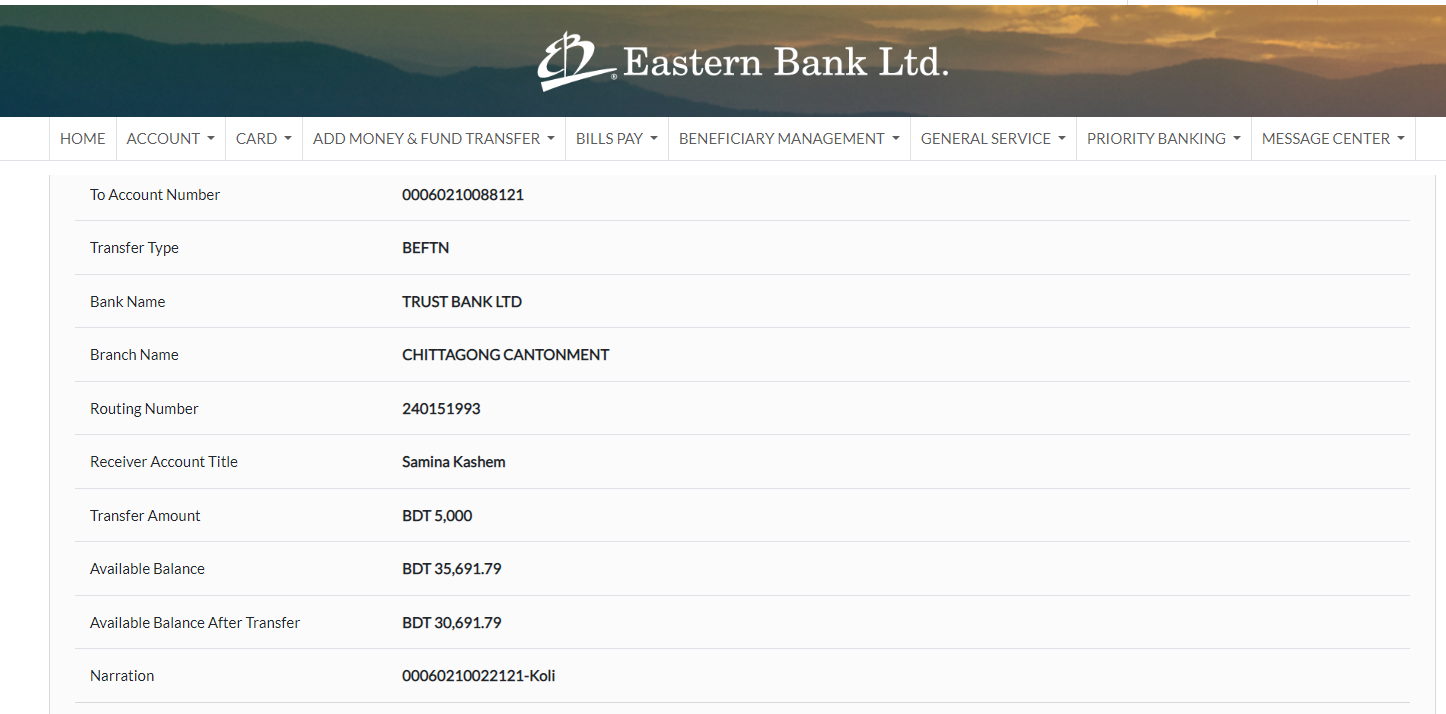 Eastern Bank Ltd.
HOME ACCOUNT CARD ADD MONEY & FUND TRANSFER BILLS PAY BENEFICIARY MANAGEMENT GENERAL SERVICE PRIORITY BANKING MESSAGE CENTER
To Account Number 00060210088121
Transfer Type BEFTN
Bank Name TRUST BANK LTD
Branch Name CHITTAGONG CANTONMENT
Routing Number 240151993
Receiver Account Title Samina Kashem
Transfer Amount BDT 5,000
Available Balance BDT 35,691.79
Available Balance After Transfer BDT 30,691.79
Narration 00060210022121-Koli